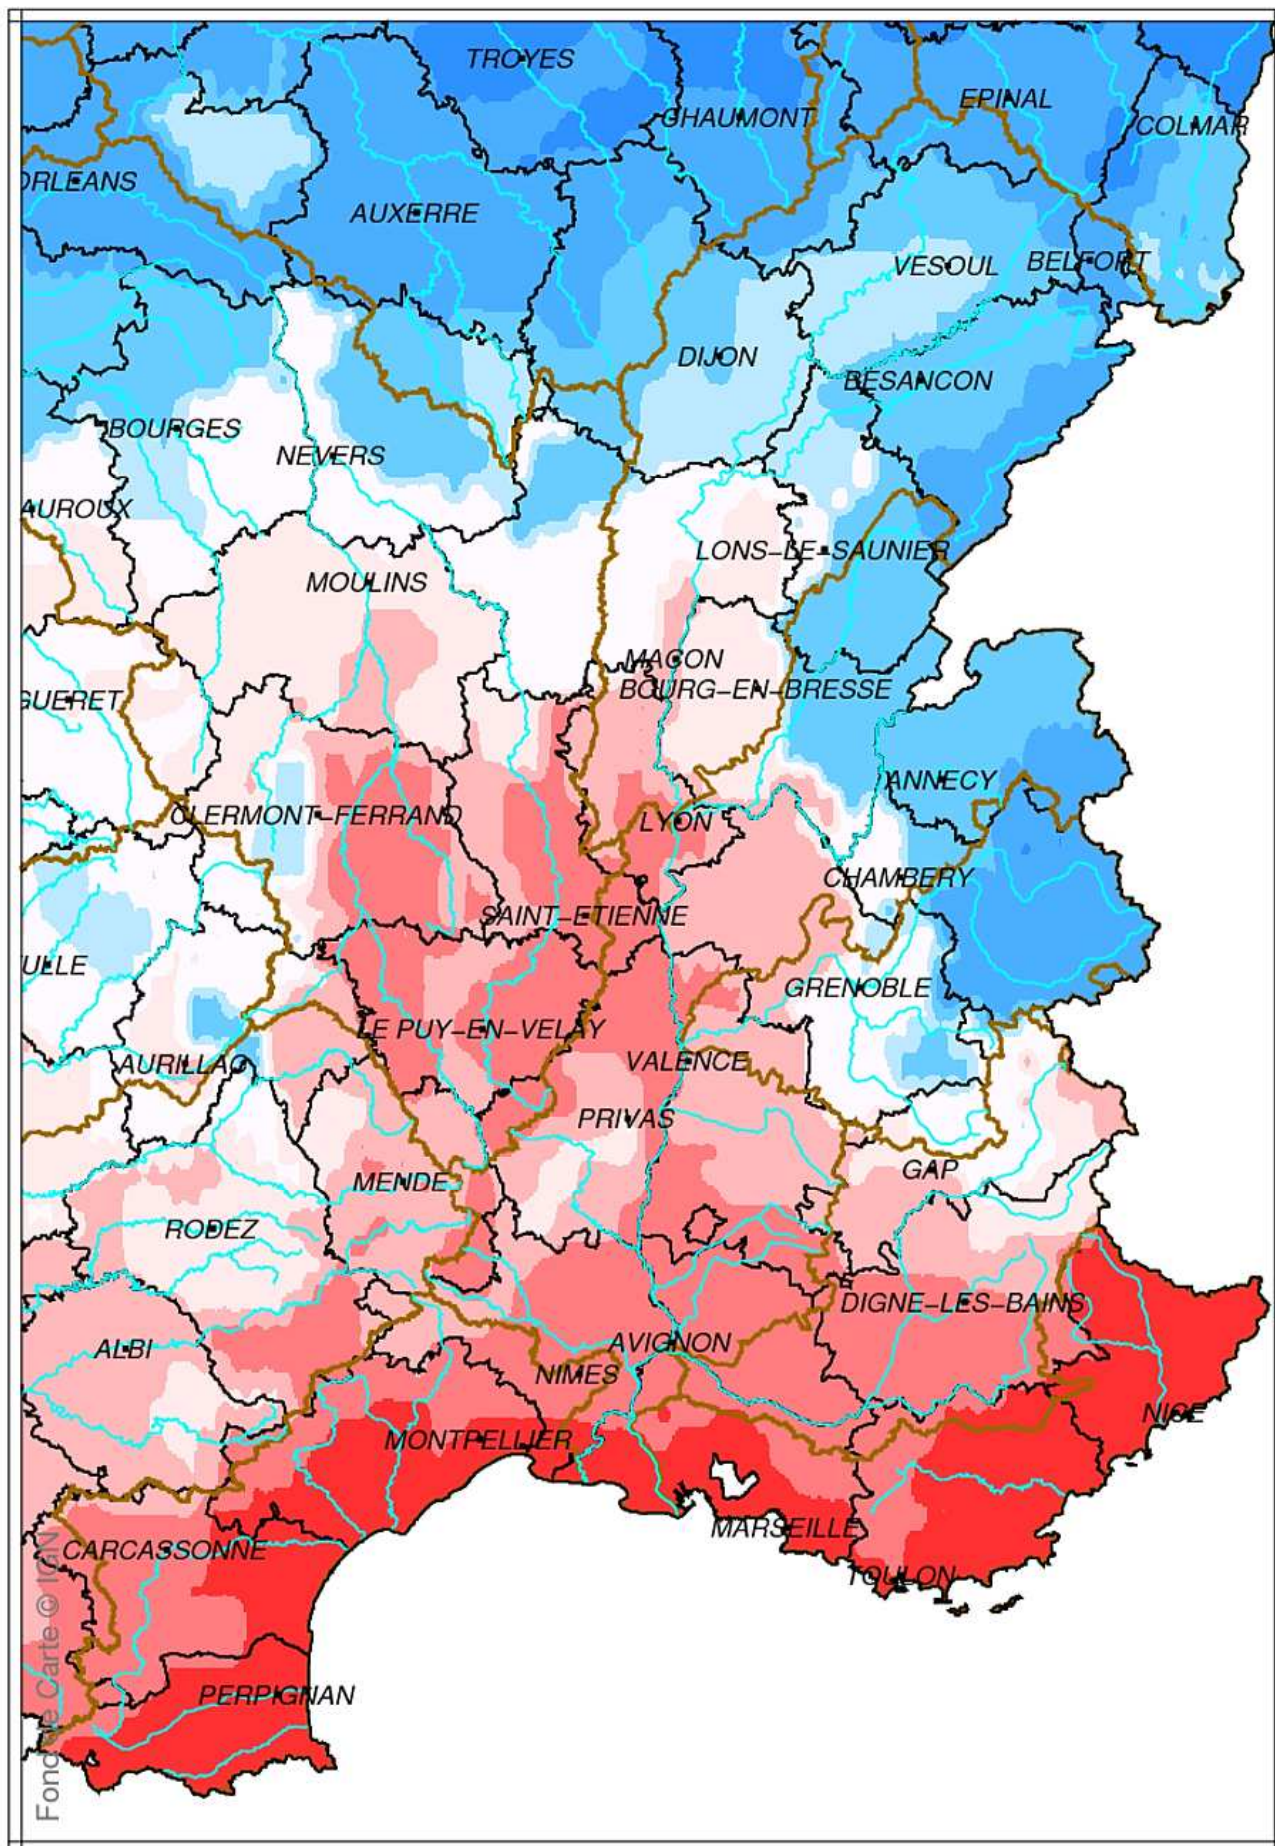 TROYES
EPINAL
CHAUMONT
COLMAR
ORLEANS
AUXERRE
VESOUL
BELFORT
DIJON
BESANCON
BOURGES
NEVERS
AUROUX
LONS-LE-SAUNIER
MOULINS
MACON
BOURG-EN-BRESSE
GUERET
ANNECY
CLERMONT-FERRAND
LYON
CHAMBERY
SAINT-ETIENNE
ULLE
GRENOBLE
LE PUY-EN-VELAY
AURILLAC
VALENCE
PRIVAS
GAP
MENDE
RODEZ
DIGNE-LES-BAINS
ALBI
AVIGNON
NIMES
NICE
MONTPELLIER
MARSEILLE
CARCASSONNE
TOULON
PERPIGNAN
Fond de Carte © IGN